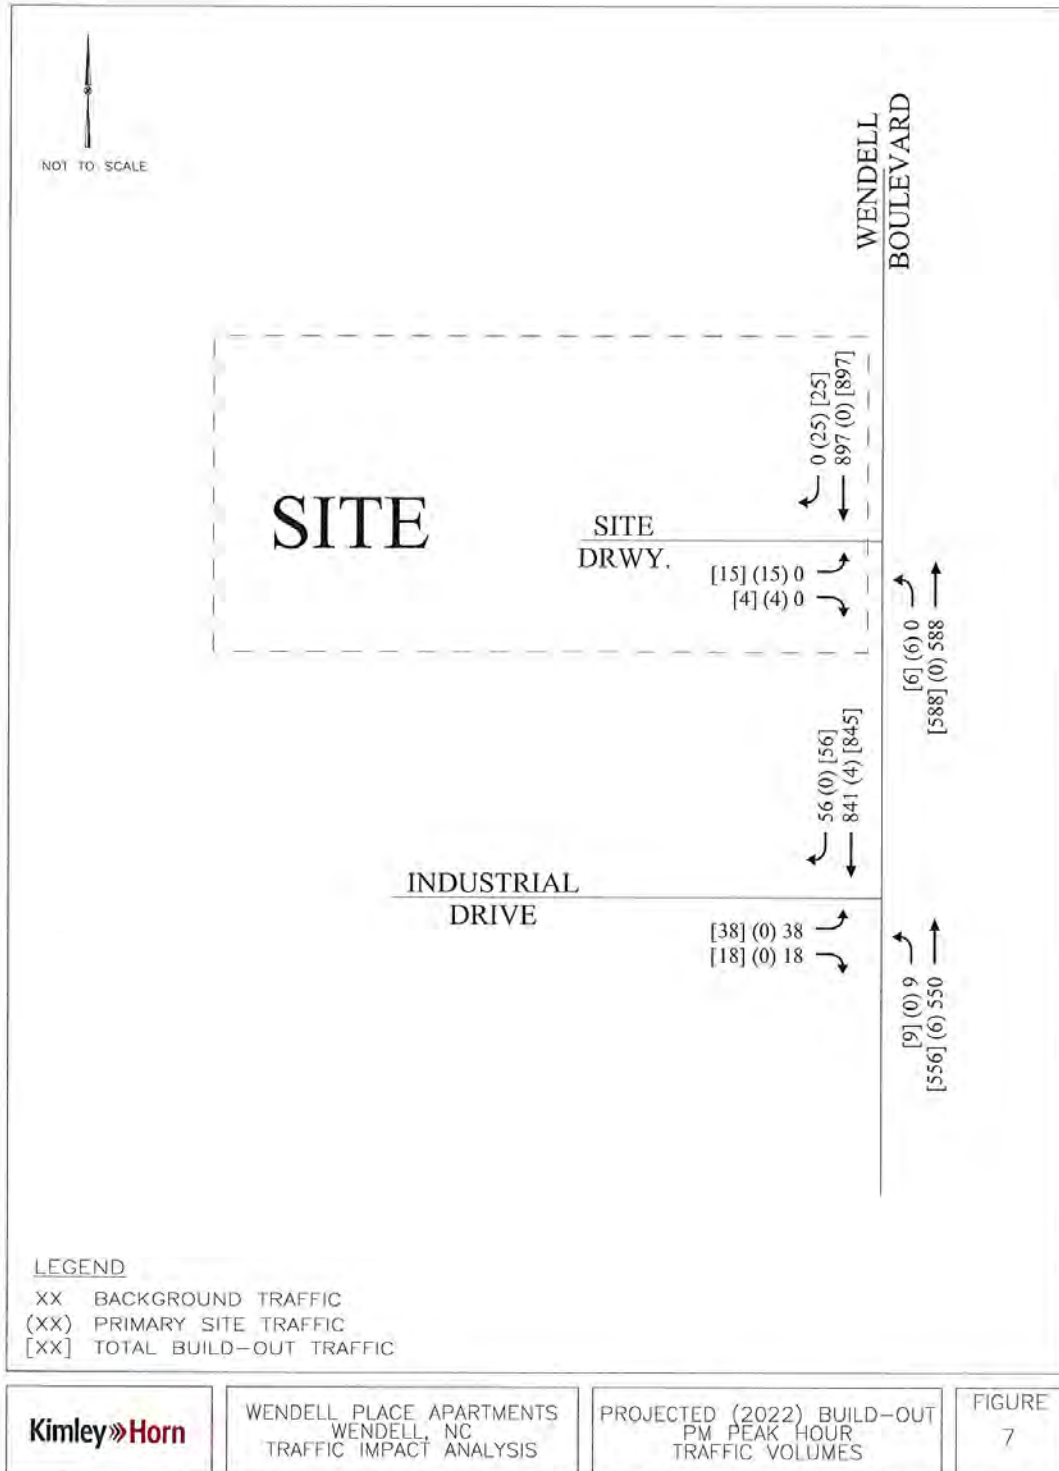 NOT TO SCALE
WENDELL
BOULEVARD
0 (25) [25]
897 (0) [897]
SITE
SITE
DRWY.
[15] (15) 0
[4] (4) 0
[6] (6) 0
[588] (0) 588
56 (0) [56]
841 (4) [845]
INDUSTRIAL
DRIVE
[38] (0) 38
[18] (0) 18
[9] (0) 9
[556] (6) 550
LEGEND
XX BACKGROUND TRAFFIC
(XX) PRIMARY SITE TRAFFIC
[XX] TOTAL BUILD-OUT TRAFFIC
Kimley»Horn
WENDELL PLACE APARTMENTS
WENDELL, NC
TRAFFIC IMPACT ANALYSIS
PROJECTED (2022) BUILD-OUT
PM PEAK HOUR
TRAFFIC VOLUMES
FIGURE
7